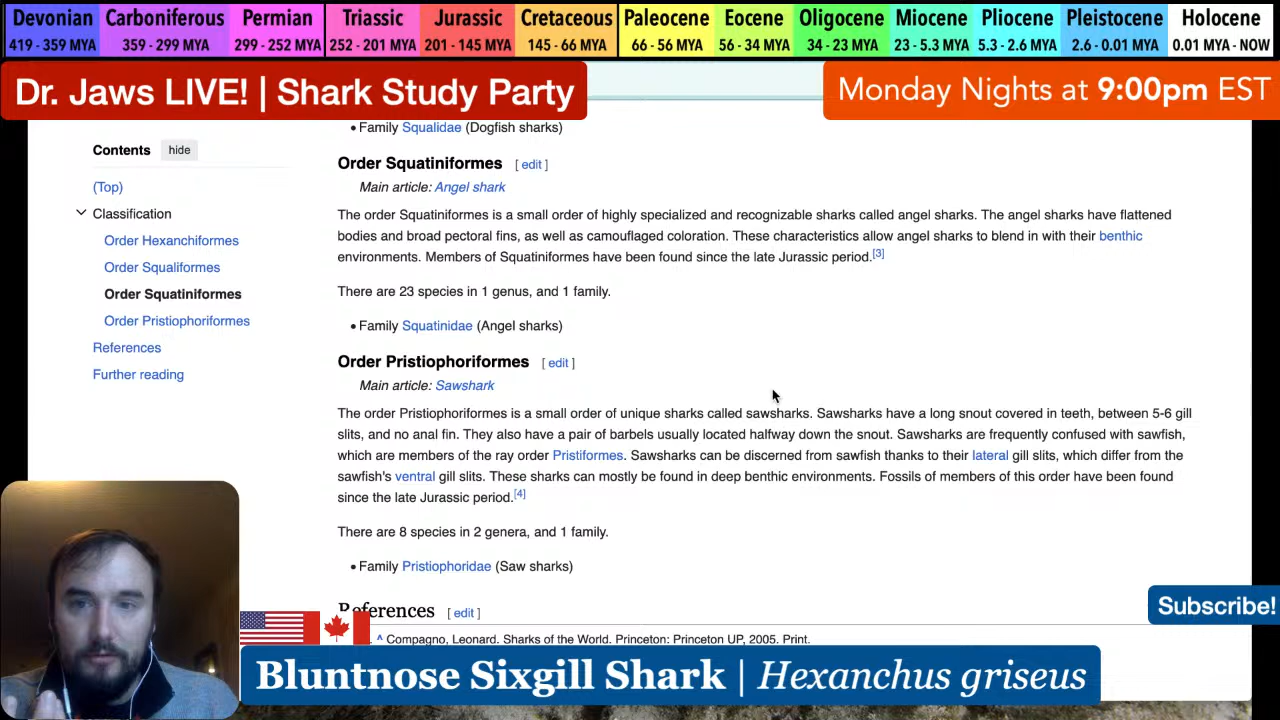 Devonian Carboniferous Permian Triassic Jurassic Cretaceous Paleocene Eocene Oligocene Miocene Pliocene Pleistocene Holocene
419 - 359 MYA 359 - 299 MYA 299 - 252 MYA 252 - 201 MYA 201 - 145 MYA 145 - 66 MYA 66 - 56 MYA 56 - 34 MYA 34 - 23 MYA 23 - 5.3 MYA 5.3 - 2.6 MYA 2.6 - 0.01 MYA 0.01 MYA - NOW
Dr. Jaws LIVE! | Shark Study Party
Monday Nights at 9:00pm EST
Contents hide
(Top)
Classification
Order Hexanchiformes
Order Squaliformes
Order Squatiniformes
Order Pristiophoriformes
References
Further reading
• Family Squalidae (Dogfish sharks)
Order Squatiniformes [ edit ]
Main article: Angel shark
The order Squatiniformes is a small order of highly specialized and recognizable sharks called angel sharks. The angel sharks have flattened
bodies and broad pectoral fins, as well as camouflaged coloration. These characteristics allow angel sharks to blend in with their benthic
environments. Members of Squatiniformes have been found since the late Jurassic period.[3]
There are 23 species in 1 genus, and 1 family.
• Family Squatinidae (Angel sharks)
Order Pristiophoriformes [ edit ]
Main article: Sawshark
The order Pristiophoriformes is a small order of unique sharks called sawsharks. Sawsharks have a long snout covered in teeth, between 5-6 gill
slits, and no anal fin. They also have a pair of barbels usually located halfway down the snout. Sawsharks are frequently confused with sawfish,
which are members of the ray order Pristiformes. Sawsharks can be discerned from sawfish thanks to their lateral gill slits, which differ from the
sawfish's ventral gill slits. These sharks can mostly be found in deep benthic environments. Fossils of members of this order have been found
since the late Jurassic period.[4]
There are 8 species in 2 genera, and 1 family.
• Family Pristiophoridae (Saw sharks)
References [ edit ]
^ Compagno, Leonard. Sharks of the World. Princeton: Princeton UP, 2005. Print.
Subscribe!
Bluntnose Sixgill Shark | Hexanchus griseus